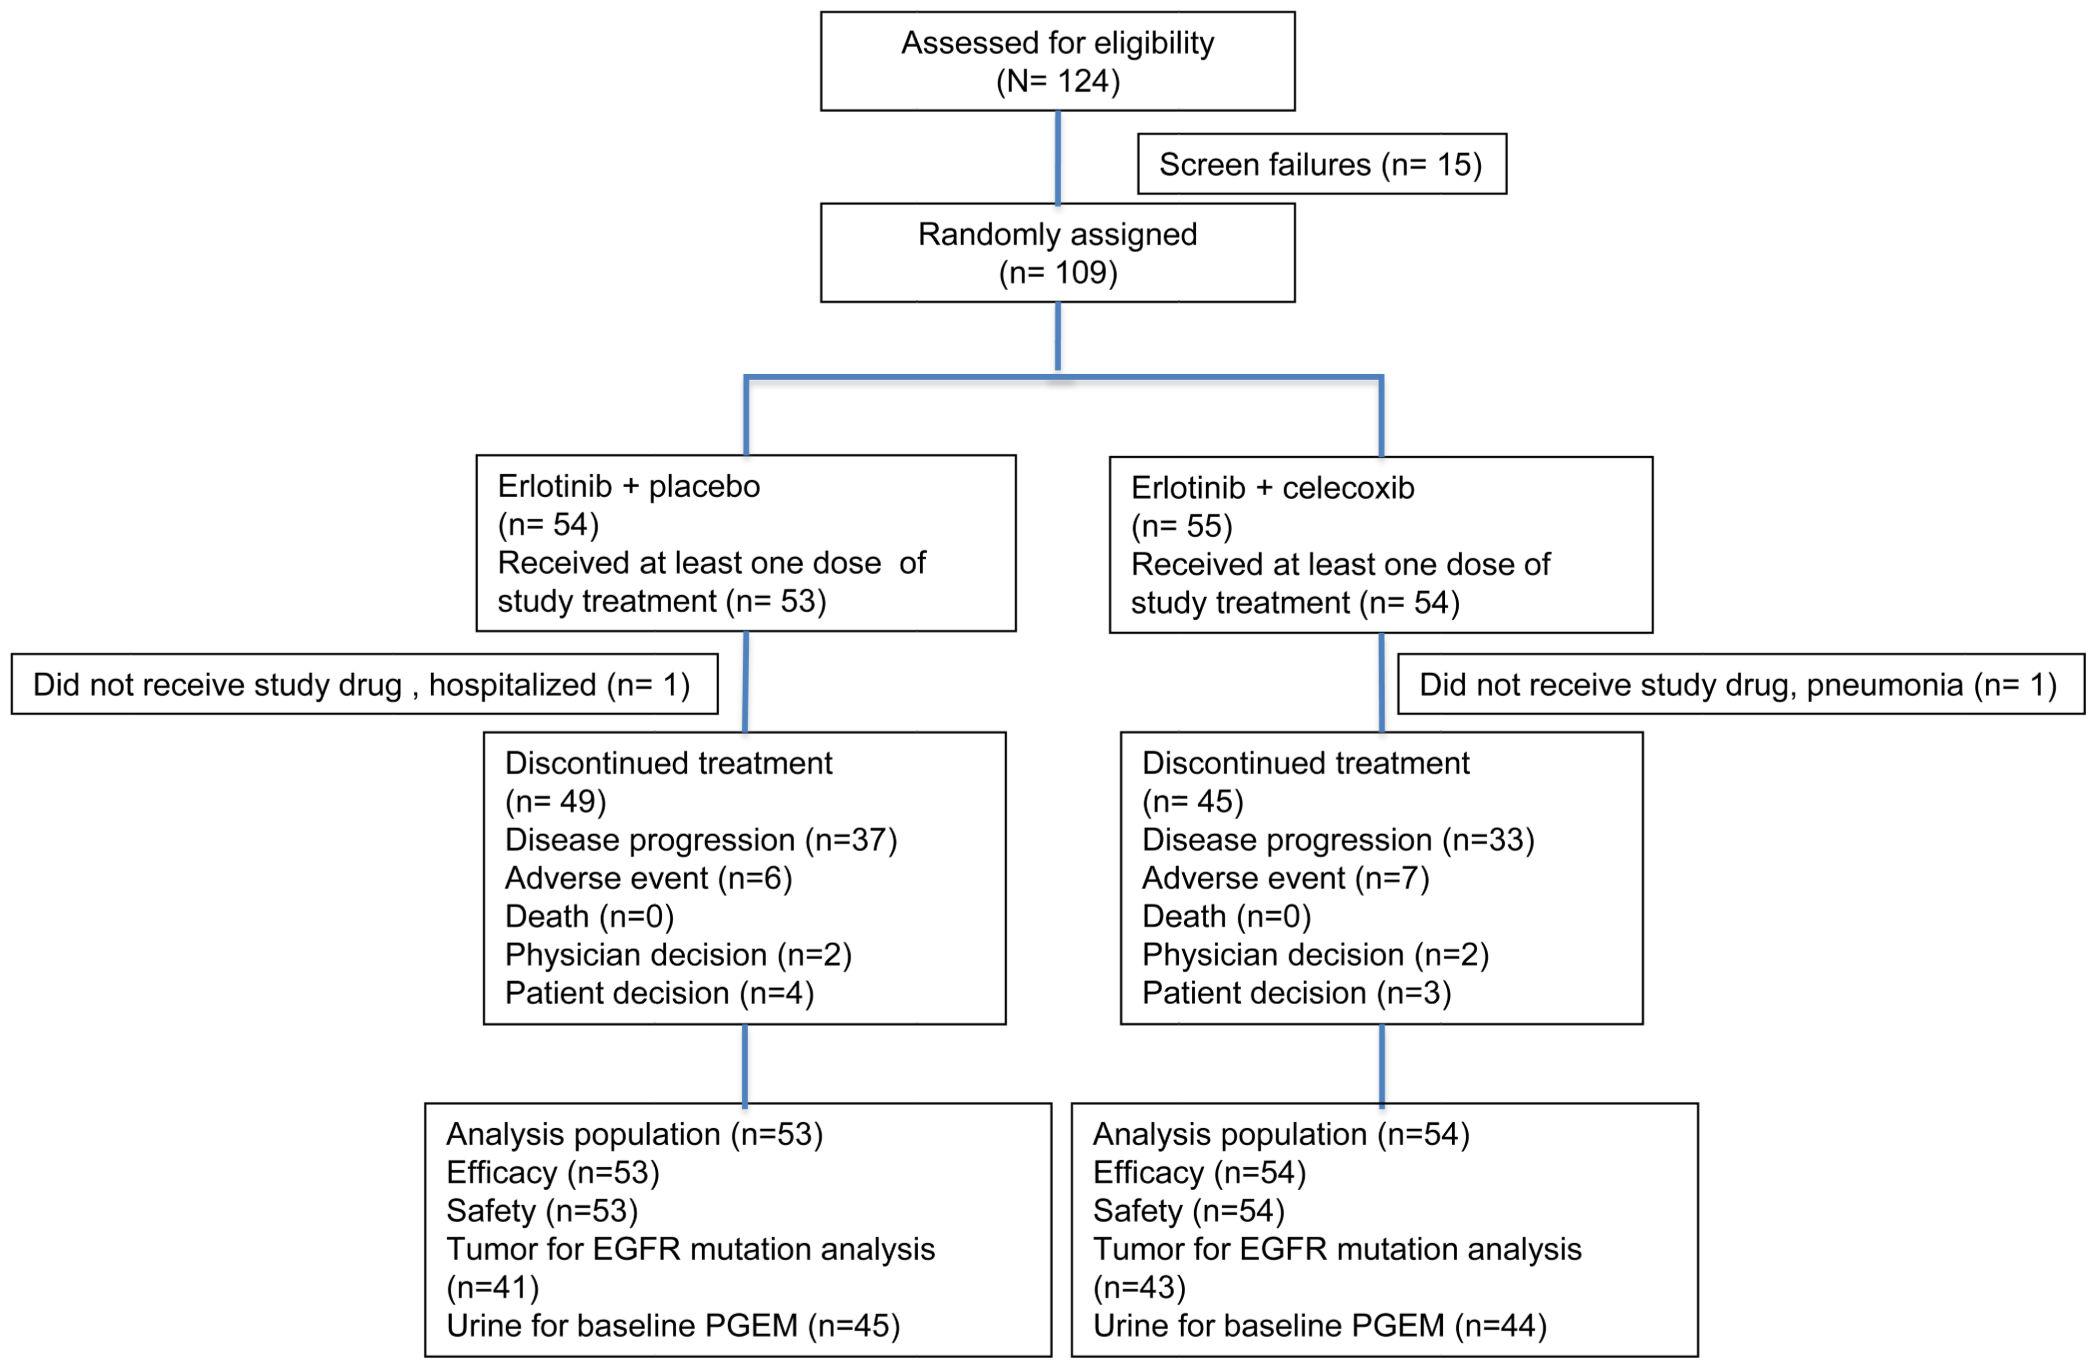 Assessed for eligibility
(N= 124)
Screen failures (n= 15)
Randomly assigned
(n= 109)
Erlotinib + placebo
(n= 54)
Received at least one dose  of
study treatment (n= 53)
Erlotinib + celecoxib
(n= 55)
Received at least one dose of
study treatment (n= 54)
Did not receive study drug , hospitalized (n= 1)
Did not receive study drug, pneumonia (n= 1)
Discontinued treatment
(n= 49)
Disease progression (n=37)
Adverse event (n=6)
Death (n=0)
Physician decision (n=2)
Patient decision (n=4)
Discontinued treatment
(n= 45)
Disease progression (n=33)
Adverse event (n=7)
Death (n=0)
Physician decision (n=2)
Patient decision (n=3)
Analysis population (n=53)
Efficacy (n=53)
Safety (n=53)
Tumor for EGFR mutation analysis
(n=41)
Urine for baseline PGEM (n=45)
Analysis population (n=54)
Efficacy (n=54)
Safety (n=54)
Tumor for EGFR mutation analysis
(n=43)
Urine for baseline PGEM (n=44)